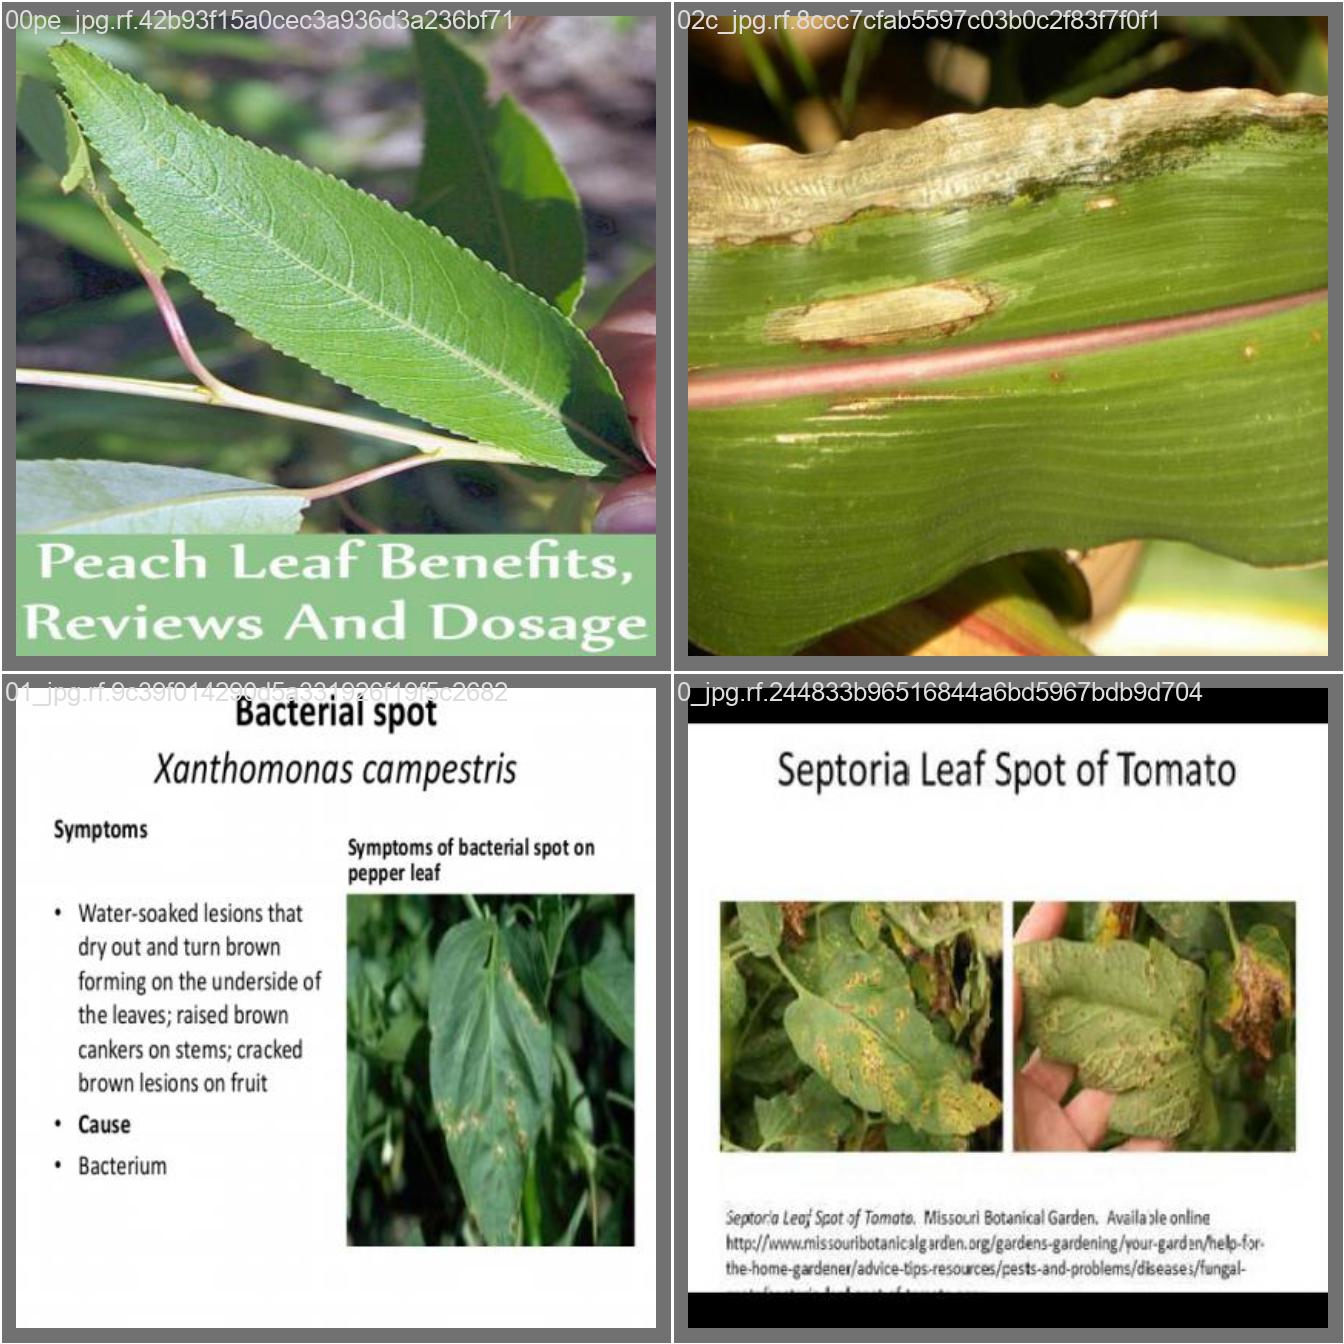 00pe_jpg.rf.42b93f15a0cec3a936d3a236bf71
Peach Leaf Benefits,
Reviews And Dosage
02c_jpg.rf.8ccc7cfab5597c03b0c2f83f7f0f1
01_jpg.rf.9c39f014290d5a331926f19f5c2682
Bacterial spot
Xanthomonas campestris
Symptoms
• Water-soaked lesions that
dry out and turn brown
forming on the underside of
the leaves; raised brown
cankers on stems; cracked
brown lesions on fruit
• Cause
• Bacterium
Symptoms of bacterial spot on
pepper leaf
0_jpg.rf.244833b96516844a6bd5967bdb9d704
Septoria Leaf Spot of Tomato
Septoria Leaf Spot of Tomato. Missouri Botanical Garden. Available online
http://www.missouribotanicalgarden.org/gardens-gardening/your-garden/help-for-
the-home-gardener/advice-tips-resources/pests-and-problems/diseases/fungal-